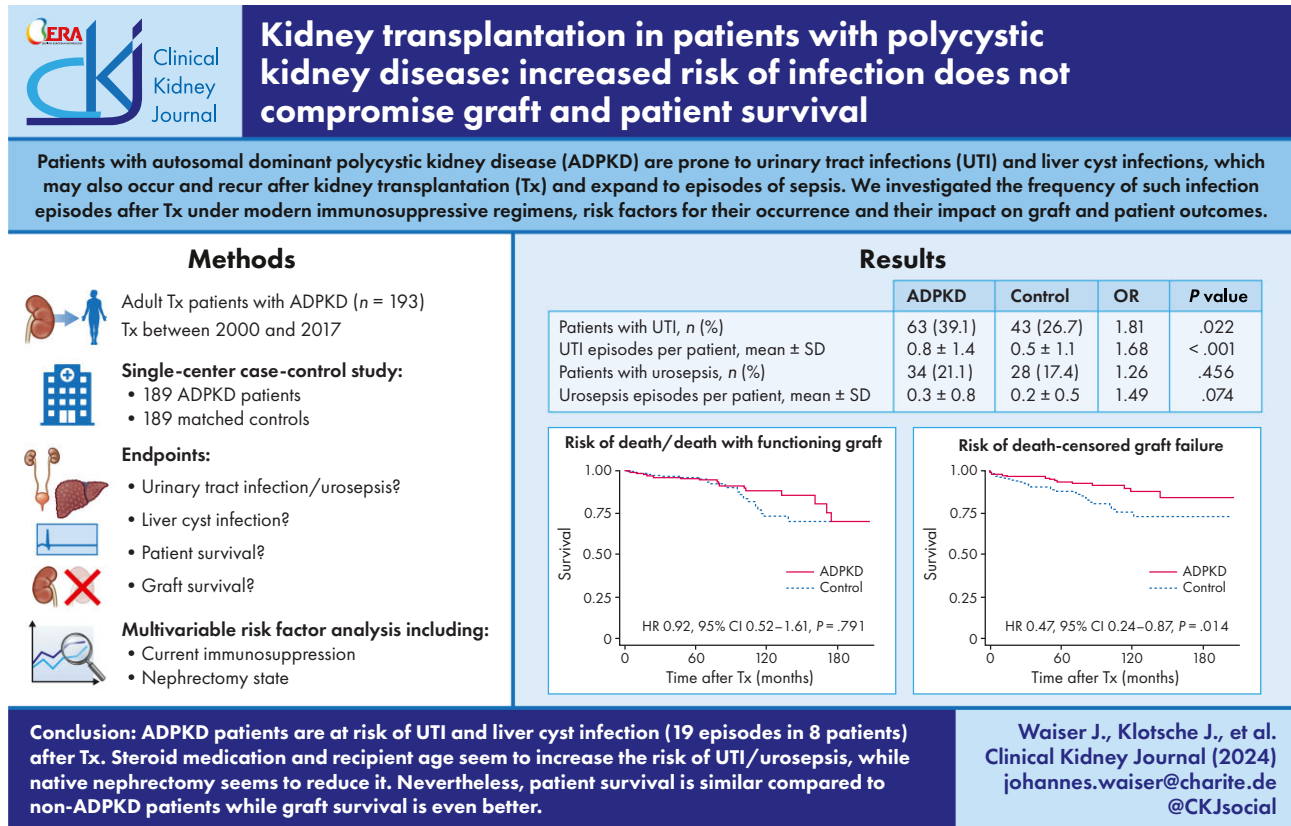 ERA
CKJ
Clinical
Kidney
Journal
Kidney transplantation in patients with polycystic
kidney disease: increased risk of infection does not
compromise graft and patient survival
Patients with autosomal dominant polycystic kidney disease (ADPKD) are prone to urinary tract infections (UTI) and liver cyst infections, which
may also occur and recur after kidney transplantation (Tx) and expand to episodes of sepsis. We investigated the frequency of such infection
episodes after Tx under modern immunosuppressive regimens, risk factors for their occurrence and their impact on graft and patient outcomes.
Methods
Adult Tx patients with ADPKD (n = 193)
Tx between 2000 and 2017
Single-center case-control study:
• 189 ADPKD patients
• 189 matched controls
Endpoints:
• Urinary tract infection/urosepsis?
• Liver cyst infection?
• Patient survival?
• Graft survival?
Multivariable risk factor analysis including:
• Current immunosuppression
• Nephrectomy state
Results
ADPKD Control OR P value
Patients with UTI, n (%) 63 (39.1) 43 (26.7) 1.81 .022
UTI episodes per patient, mean ± SD 0.8 ± 1.4 0.5 ± 1.1 1.68 < .001
Patients with urosepsis, n (%) 34 (21.1) 28 (17.4) 1.26 .456
Urosepsis episodes per patient, mean ± SD 0.3 ± 0.8 0.2 ± 0.5 1.49 .074
Risk of death/death with functioning graft
1.00
0.75
0.50
0.25
0
Survival
ADPKD
Control
HR 0.92, 95% CI 0.52–1.61, P = .791
0 60 120 180
Time after Tx (months)
Risk of death-censored graft failure
1.00
0.75
0.50
0.25
0
Survival
ADPKD
Control
HR 0.47, 95% CI 0.24–0.87, P = .014
0 60 120 180
Time after Tx (months)
Conclusion: ADPKD patients are at risk of UTI and liver cyst infection (19 episodes in 8 patients)
after Tx. Steroid medication and recipient age seem to increase the risk of UTI/urosepsis, while
native nephrectomy seems to reduce it. Nevertheless, patient survival is similar compared to
non-ADPKD patients while graft survival is even better.
Waiser J., Klotsche J., et al.
Clinical Kidney Journal (2024)
johannes.waiser@charite.de
@CKJsocial